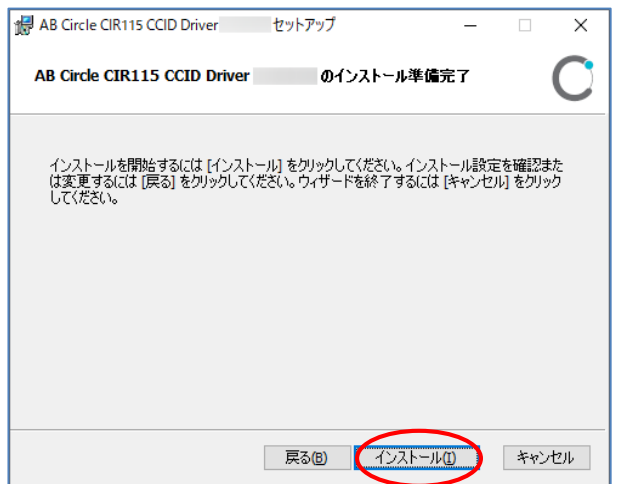 AB Circle CIR115 CCID Driver セットアップ
AB Circle CIR115 CCID Driver のインストール準備完了
インストールを開始するには [インストール] をクリックしてください。インストール設定を確認また
は変更するには [戻る] をクリックしてください。ウィザードを終了するには [キャンセル] をクリック
してください。
戻る(B) インストール(I) キャンセル